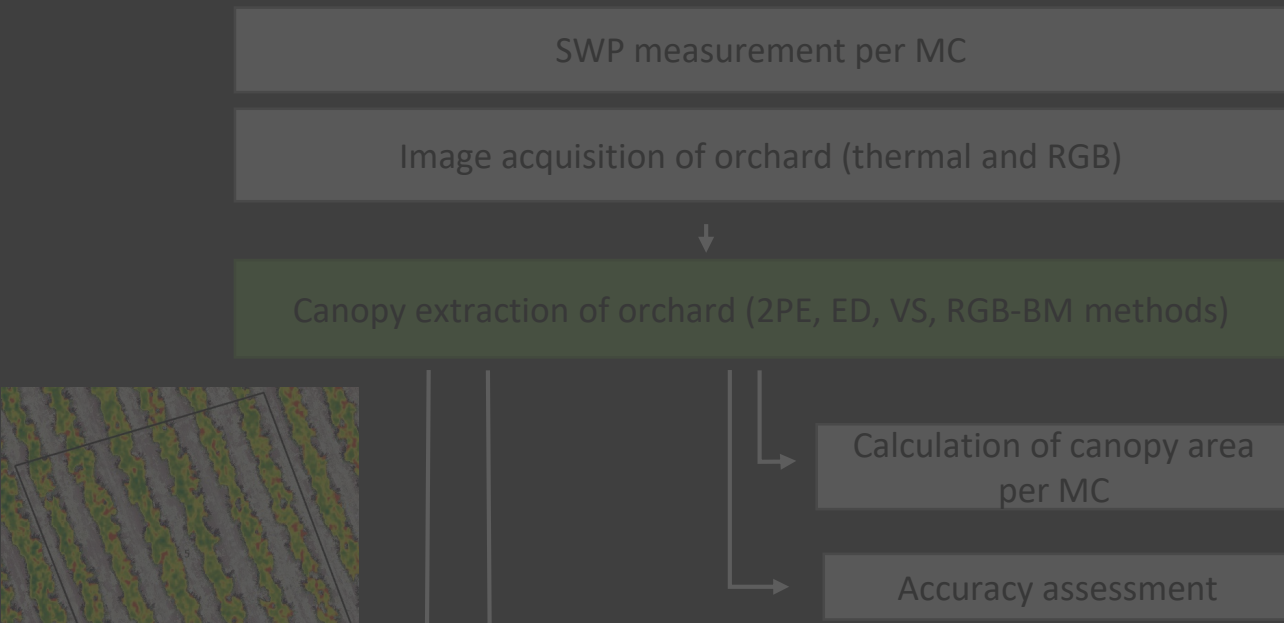 SWP measurement per MC
Image acquisition of orchard (thermal and RGB)
Canopy extraction of orchard (2PE, ED, VS, RGB-BM methods)
Calculation of canopy area
per MC
5
Accuracy assessment